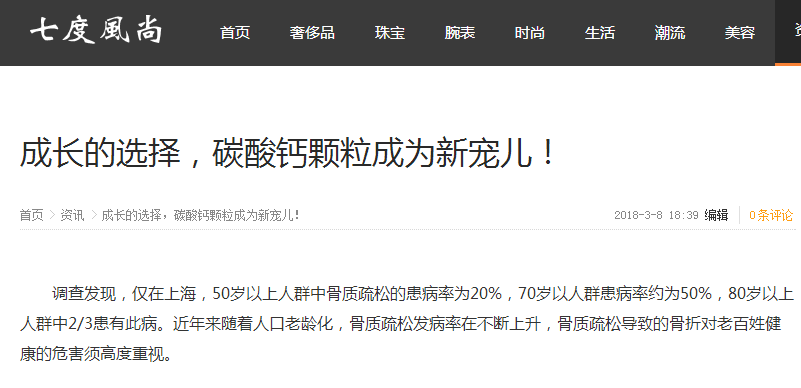 七度風尚 首页 奢侈品 珠宝 腕表 时尚 生活 潮流 美容
成长的选择，碳酸钙颗粒成为新宠儿！
首页 > 资讯 > 成长的选择，碳酸钙颗粒成为新宠儿！ 2018-3-8 18:39 编辑 0条评论
调查发现，仅在上海，50岁以上人群中骨质疏松的患病率为20%，70岁以人群患病率约为50%，80岁以上
人群中2/3患有此病。近年来随着人口老龄化，骨质疏松发病率在不断上升，骨质疏松导致的骨折对老百姓健
康的危害须高度重视。